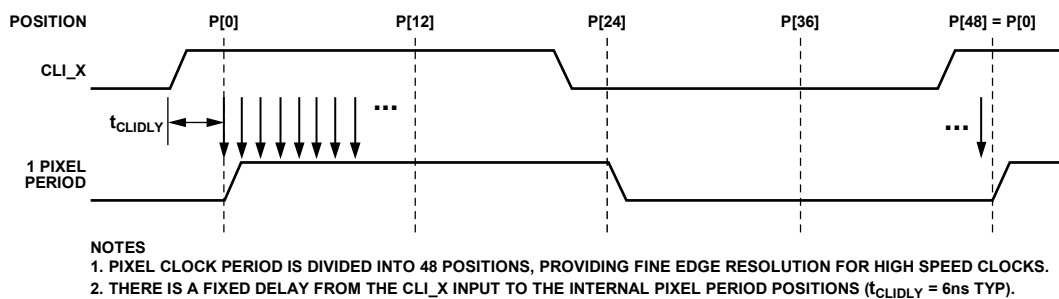 POSITION P[0] P[12] P[24] P[36] P[48] = P[0]
CLI_X
...
tCLIDLY
...
1 PIXEL
PERIOD
NOTES
1. PIXEL CLOCK PERIOD IS DIVIDED INTO 48 POSITIONS, PROVIDING FINE EDGE RESOLUTION FOR HIGH SPEED CLOCKS.
2. THERE IS A FIXED DELAY FROM THE CLI_X INPUT TO THE INTERNAL PIXEL PERIOD POSITIONS (tCLIDLY = 6ns TYP).